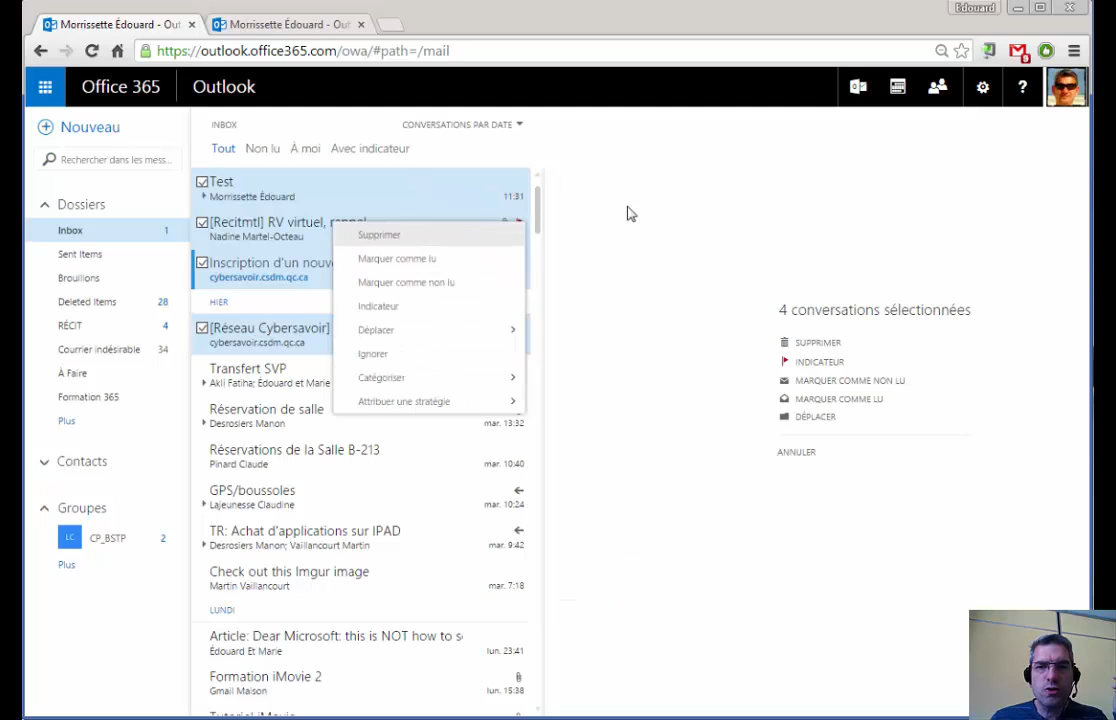 Edouard
Morrissette Édouard - Out
Morrissette Édouard - Out
https://outlook.office365.com/owa/#path=/mail
Office 365
Outlook
?
Nouveau
Rechercher dans les mess...
Dossiers
Inbox 1
Sent Items
Brouillons
Deleted Items 28
RÉCIT 4
Courrier indésirable 34
À Faire
Formation 365
Plus
Contacts
Groupes
LC CP_BSTP 2
Plus
INBOX CONVERSATIONS PAR DATE
Tout Non lu À moi Avec indicateur
Test
Morrissette Édouard 11:31
[Recitmtl] RV virtuel, rappel
Nadine Martel-Octeau
Inscription d'un nouv
cybersavoir.csdm.qc.ca
HIER
[Réseau Cybersavoir]
cybersavoir.csdm.qc.ca
Transfert SVP
Akli Fatiha; Édouard et Marie
Réservation de salle
Desrosiers Manon mar. 13:32
Réservations de la Salle B-213
Pinard Claude mar. 10:40
GPS/boussoles
Lajeunesse Claudine mar. 10:24
TR: Achat d'applications sur IPAD
Desrosiers Manon; Vaillancourt Martin mar. 9:42
Check out this Imgur image
Martin Vaillancourt mar. 7:18
LUNDI
Article: Dear Microsoft: this is NOT how to s
Édouard Et Marie lun. 23:41
Formation iMovie 2
Gmail Maison lun. 15:38
Tutoriel iMovie
Supprimer
Marquer comme lu
Marquer comme non lu
Indicateur
Déplacer
Ignorer
Catégoriser
Attribuer une stratégie
4 conversations sélectionnées
SUPPRIMER
INDICATEUR
MARQUER COMME NON LU
MARQUER COMME LU
DÉPLACER
ANNULER